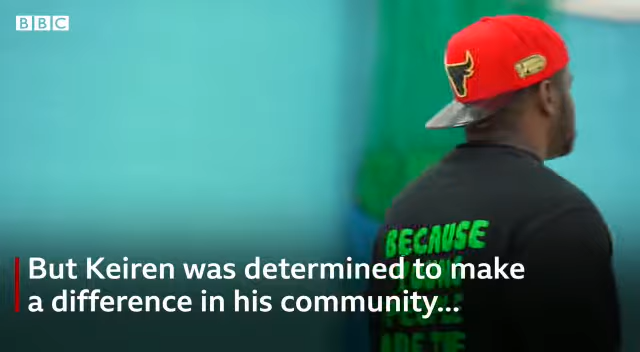 BBC
BECAUSE
But Keiren was determined to make
a difference in his community...